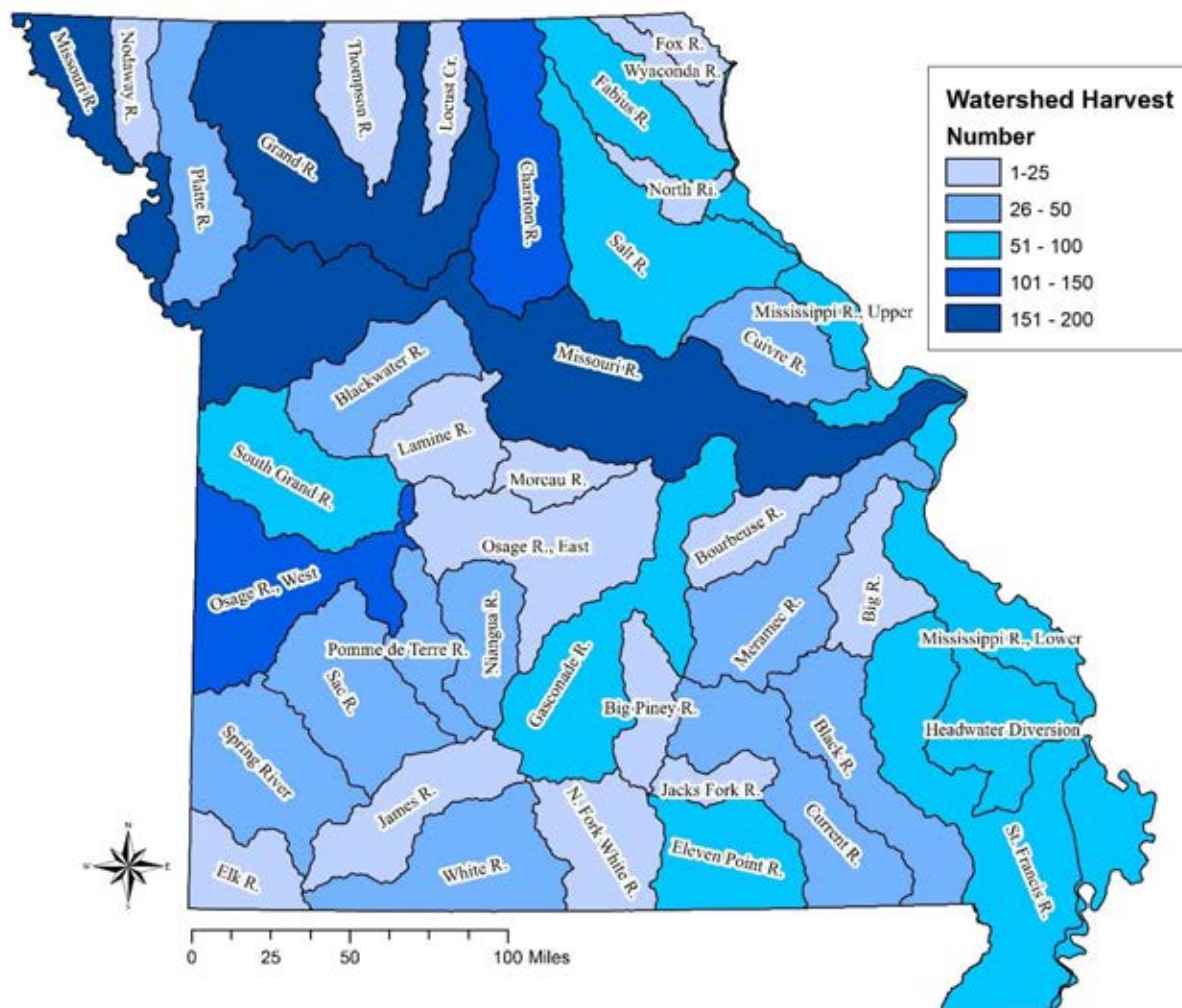 Missouri R.
Nodaway R.
Platte R.
Grand R.
Thompson R.
Locust Cr.
Chariton R.
Fox R.
Wyaconda R.
Fabius R.
North Ri.
Salt R.
Mississippi R., Upper
Cuivre R.
Missouri R.
Blackwater R.
Lamine R.
South Grand R.
Moreau R.
Osage R., East
Osage R., West
Bourbeuse R.
Big R.
Meramec R.
Mississippi R., Lower
Pomme de Terre R.
Niangua R.
Sac R.
Gasconade R.
Big Piney R.
Headwater Diversion
Spring River
Black R.
Jacks Fork R.
Current R.
James R.
N. Fork White R.
Eleven Point R.
White R.
Elk R.
St. Francis R.
Watershed Harvest
Number
1-25
26 - 50
51 - 100
101 - 150
151 - 200
N
W
E
S
0 25 50 100 Miles